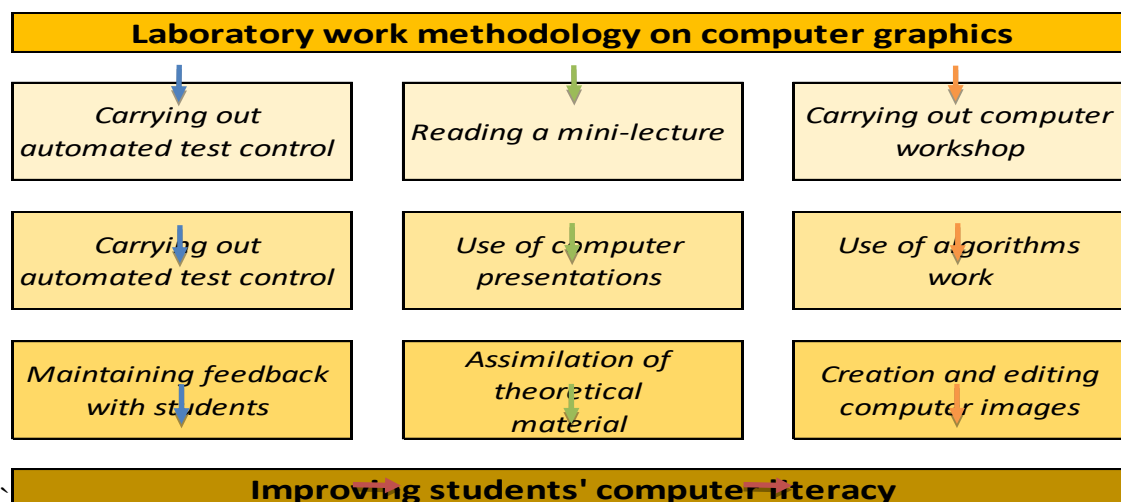 Laboratory work methodology on computer graphics
Carrying out
automated test control
Reading a mini-lecture
Carrying out computer
workshop
Carrying out
automated test control
Use of computer
presentations
Use of algorithms
work
Maintaining feedback
with students
Assimilation of
theoretical
material
Creation and editing
computer images
` Improving students' computer literacy